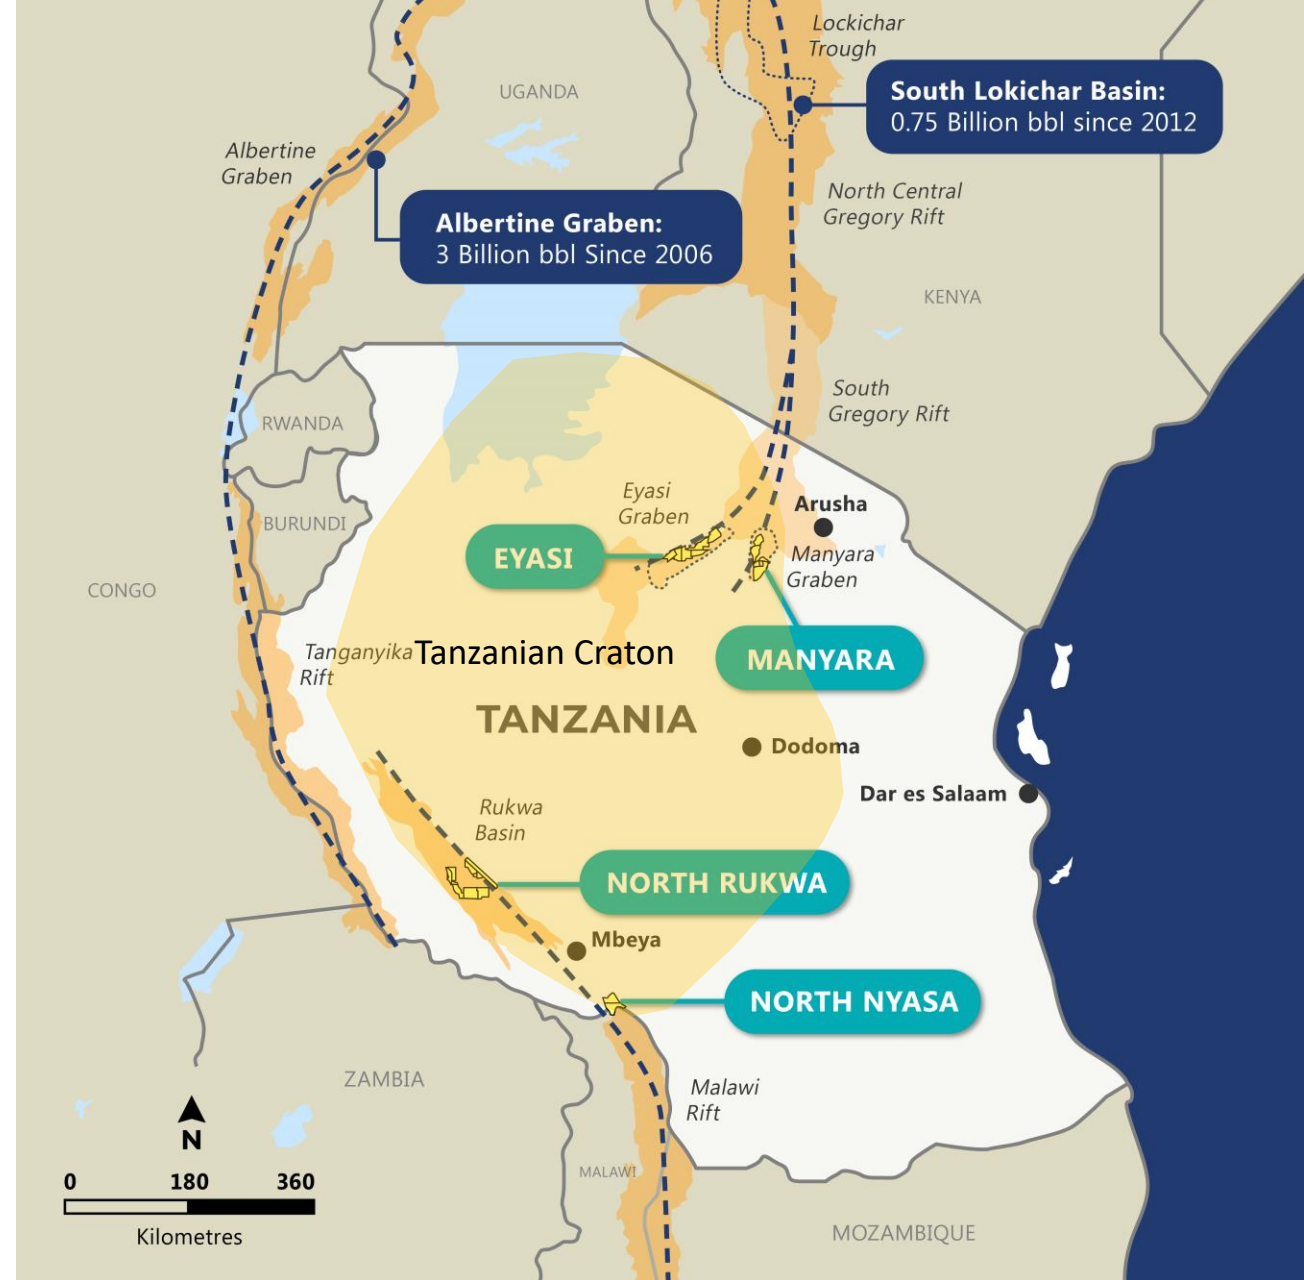 Lockichar
Trough
UGANDA
South Lokichar Basin:
0.75 Billion bbl since 2012
Albertine
Graben
North Central
Gregory Rift
Albertine Graben:
3 Billion bbl Since 2006
KENYA
South
Gregory Rift
RWANDA
Eyasi
Graben
Arusha
BURUNDI
EYASI
Manyara
Graben
CONGO
Tanganyika
Rift
Tanzanian Craton
MANYARA
TANZANIA
Dodoma
Dar es Salaam
Rukwa
Basin
NORTH RUKWA
Mbeya
NORTH NYASA
ZAMBIA
Malawi
Rift
N
MALAWI
0 180 360
Kilometres
MOZAMBIQUE